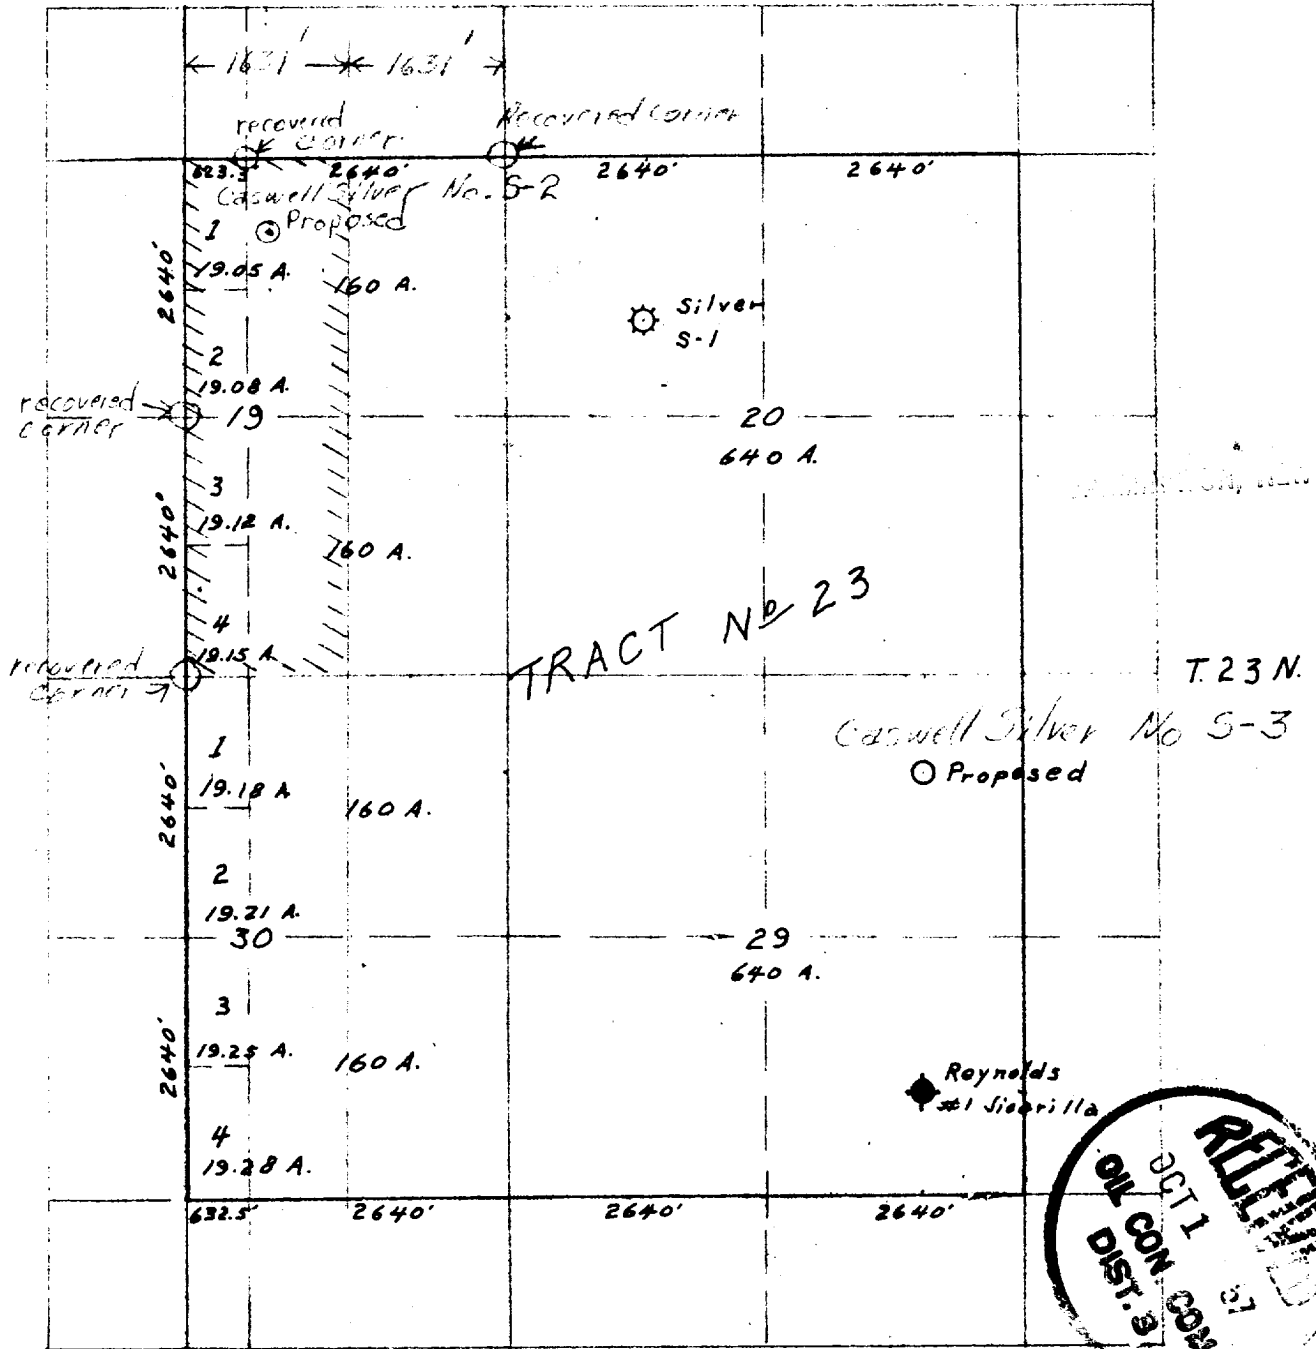 1631' 1631'
recovered corner
Recovered Corner
623.3' 2640' 2640' 2640'
Caswell Silver No. S-2
Proposed
1
19.05 A.
2640'
160 A.
Silver
S-1
2
19.08 A.
recovered
corner
19
20
640 A.
3
19.12 A.
2640'
160 A.
TRACT No 23
4
19.15 A.
recovered
corner
T. 23 N.
Caswell Silver No S-3
Proposed
1
19.18 A
2640'
160 A.
2
19.21 A.
30
29
640 A.
3
19.25 A.
2640'
160 A.
Reynolds
#1 Jicarilla
4
19.28 A.
632.5' 2640' 2640' 2640'
OCT 1
OIL CON. COM
DIST. 3